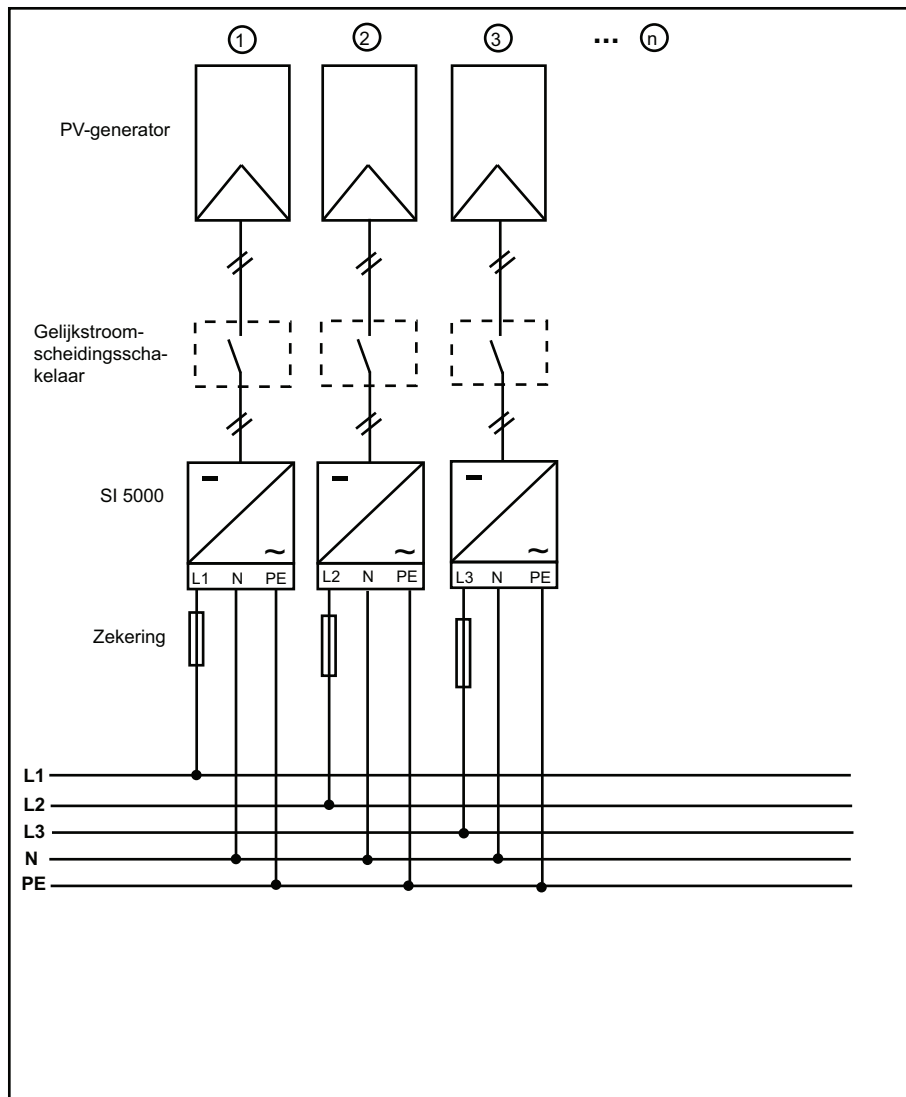 1 2 3 ... n
PV-generator
Gelijkstroom-
scheidingsscha-
kelaar
SI 5000
L1 N PE L2 N PE L3 N PE
Zekering
L1
L2
L3
N
PE